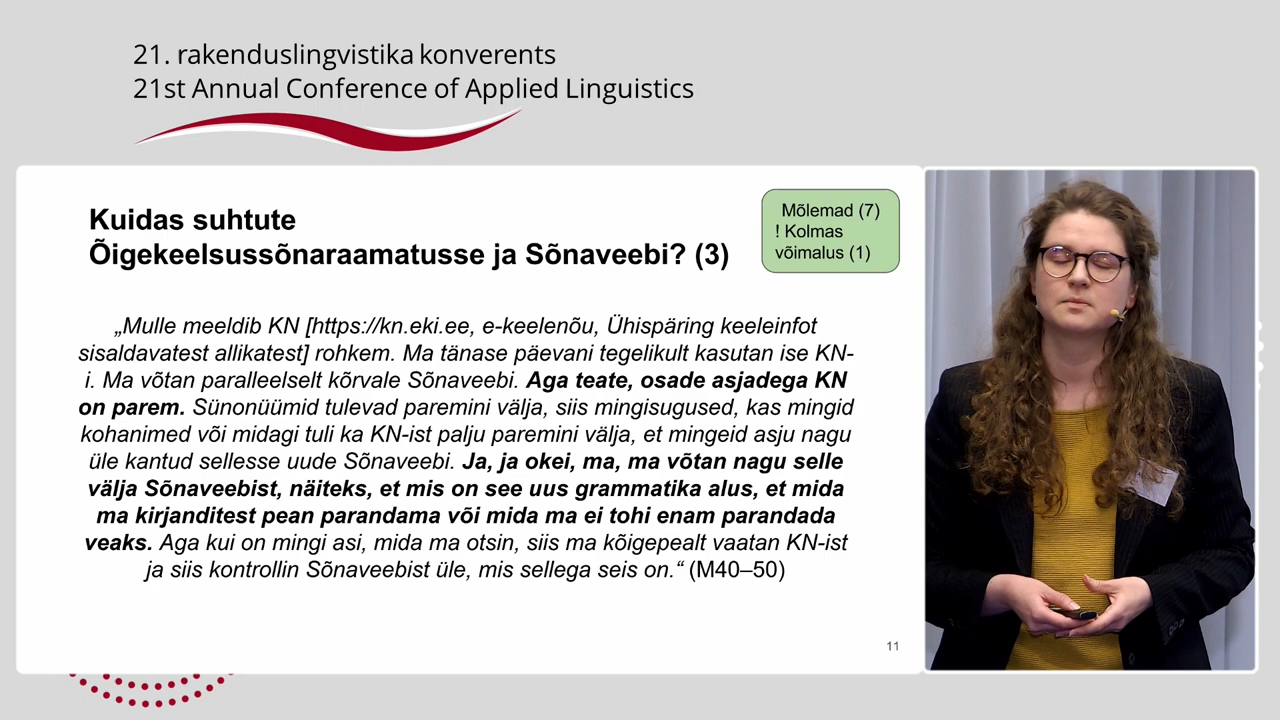 21. rakenduslingvistika konverents
21st Annual Conference of Applied Linguistics
Kuidas suhtute
Õigekeelsussõnaraamatusse ja Sõnaveebi? (3)
Mõlemad (7)
! Kolmas
võimalus (1)
„Mulle meeldib KN [https://kn.eki.ee, e-keelenõu, Ühispäring keeleinfot
sisaldavatest allikatest] rohkem. Ma tänase päevani tegelikult kasutan ise KN-
i. Ma võtan paralleelselt kõrvale Sõnaveebi. Aga teate, osade asjadega KN
on parem. Sünonüümid tulevad paremini välja, siis mingisugused, kas mingid
kohanimed või midagi tuli ka KN-ist palju paremini välja, et mingeid asju nagu
üle kantud sellesse uude Sõnaveebi. Ja, ja okei, ma, ma võtan nagu selle
välja Sõnaveebist, näiteks, et mis on see uus grammatika alus, et mida
ma kirjanditest pean parandama või mida ma ei tohi enam parandada
veaks. Aga kui on mingi asi, mida ma otsin, siis ma kõigepealt vaatan KN-ist
ja siis kontrollin Sõnaveebist üle, mis sellega seis on.“ (M40–50)
11